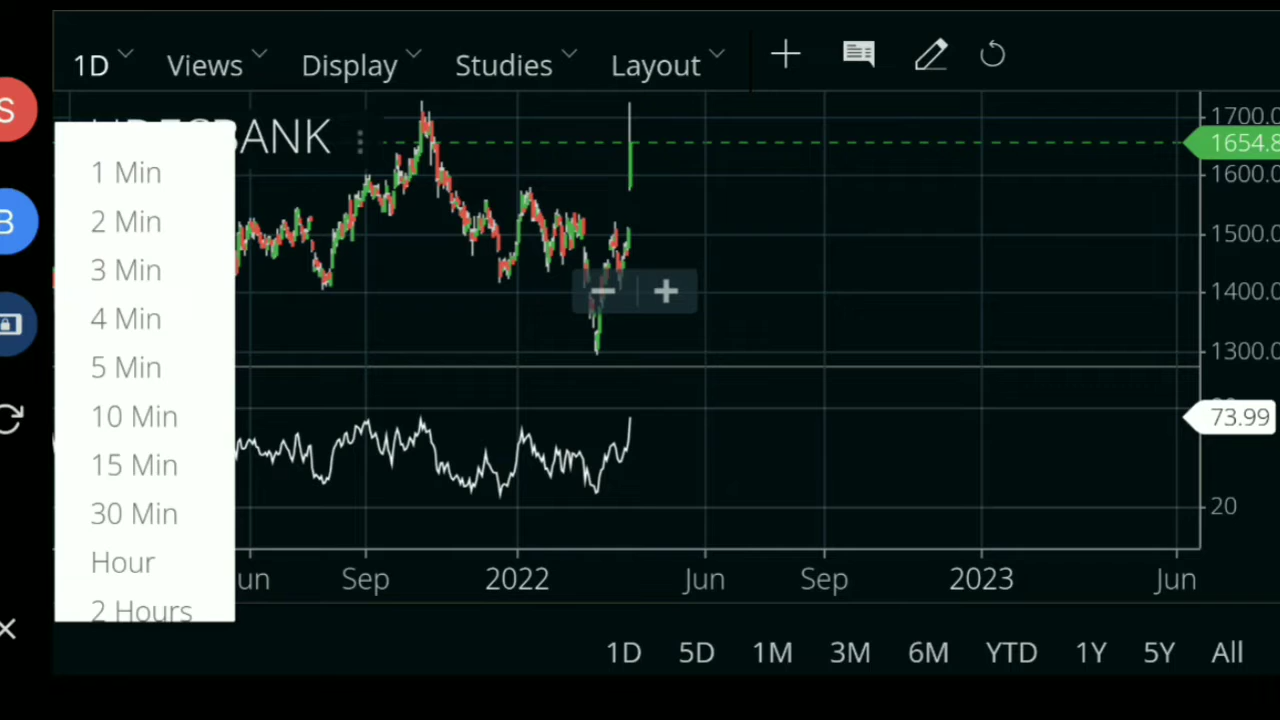 1D Views Display Studies Layout
S
BANK
1700.0
1654.8
1600.0
1500.0
1400.0
1300.0
1 Min
2 Min
3 Min
4 Min
5 Min
10 Min
15 Min
30 Min
Hour
2 Hours
B
− +
73.99
20
un Sep 2022 Jun Sep 2023 Jun
1D 5D 1M 3M 6M YTD 1Y 5Y All